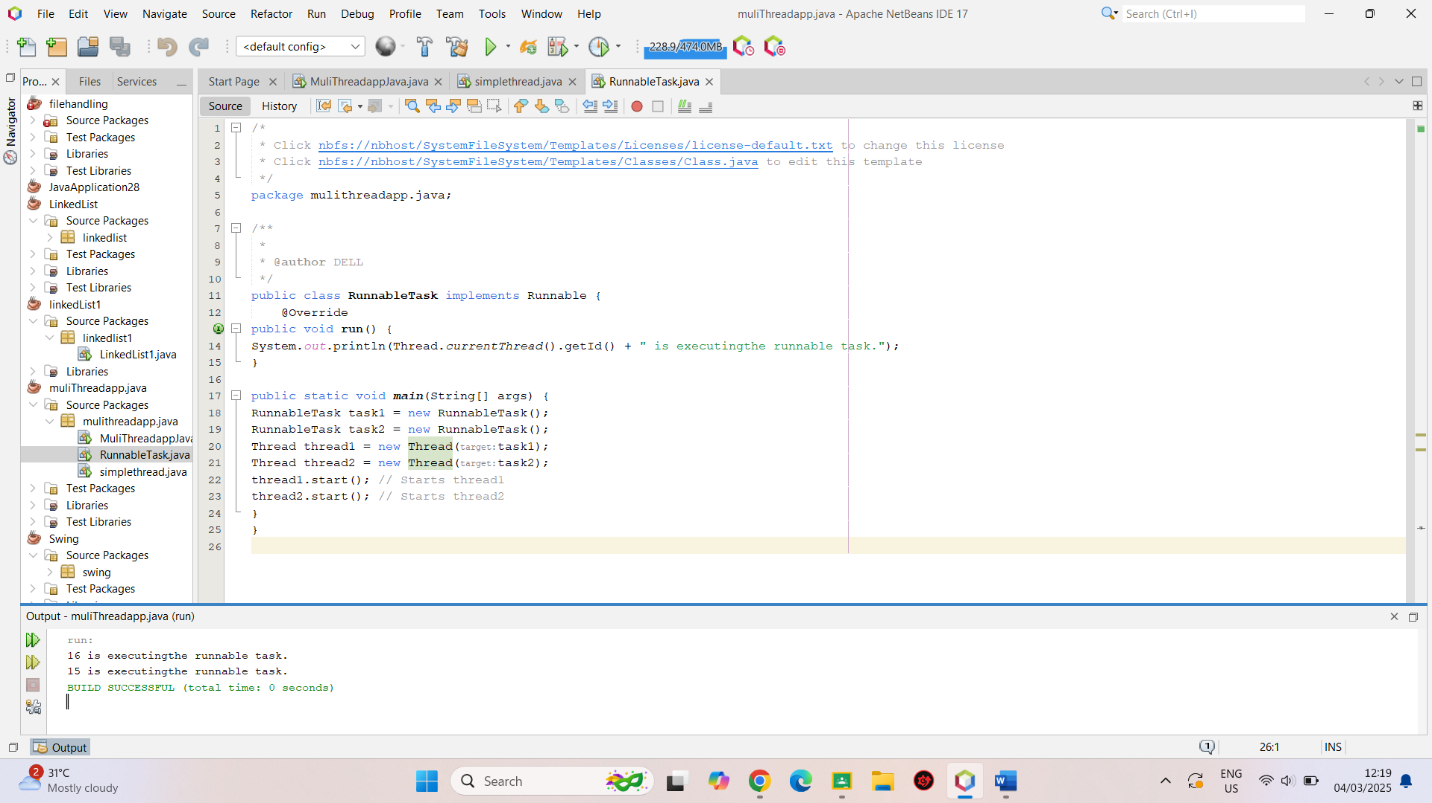 File Edit View Navigate Source Refactor Run Debug Profile Team Tools Window Help
muliThreadapp.java - Apache NetBeans IDE 17
Search (Ctrl+I)
<default config>
228.9/474.0MB
Pro... Files Services
Start Page MuliThreadappJava.java simplethread.java RunnableTask.java
Navigator
Source History
filehandling
Source Packages
Test Packages
Libraries
Test Libraries
JavaApplication28
LinkedList
Source Packages
linkedlist
Test Packages
Libraries
Test Libraries
linkedList1
Source Packages
linkedlist1
LinkedList1.java
Libraries
muliThreadapp.java
Source Packages
mulithreadapp.java
MuliThreadappJava
RunnableTask.java
simplethread.java
Test Packages
Libraries
Test Libraries
Swing
Source Packages
swing
Test Packages
1 /*
2 * Click nbfs://nbhost/SystemFileSystem/Templates/Licenses/license-default.txt to change this license
3 * Click nbfs://nbhost/SystemFileSystem/Templates/Classes/Class.java to edit this template
4 */
5 package mulithreadapp.java;
6
7 /**
8 *
9 * @author DELL
10 */
11 public class RunnableTask implements Runnable {
12 @Override
public void run() {
14 System.out.println(Thread.currentThread().getId() + " is executingthe runnable task.");
15 }
16
17 public static void main(String[] args) {
18 RunnableTask task1 = new RunnableTask();
19 RunnableTask task2 = new RunnableTask();
20 Thread thread1 = new Thread(target:task1);
21 Thread thread2 = new Thread(target:task2);
22 thread1.start(); // Starts thread1
23 thread2.start(); // Starts thread2
24 }
25 }
26
Output - muliThreadapp.java (run)
run:
16 is executingthe runnable task.
15 is executingthe runnable task.
BUILD SUCCESSFUL (total time: 0 seconds)
Output
1
26:1
INS
2
31°C
Mostly cloudy
Search
ENG
US
12:19
04/03/2025